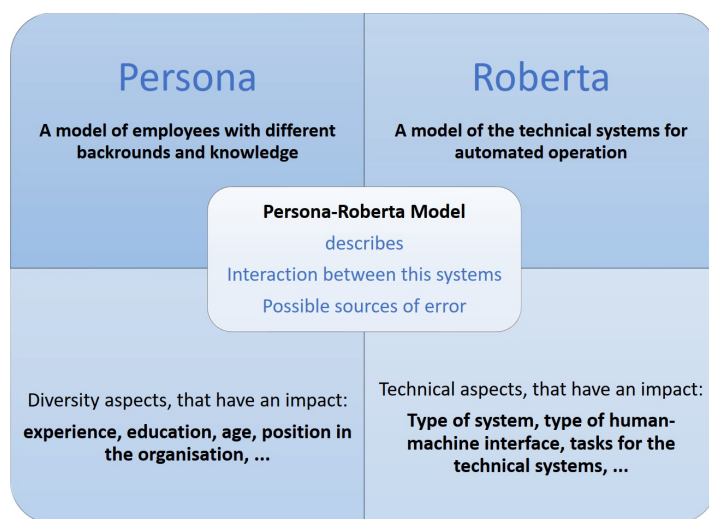 Persona
A model of employees with different
backrounds and knowledge
Roberta
A model of the technical systems for
automated operation
Persona-Roberta Model
describes
Interaction between this systems
Possible sources of error
Diversity aspects, that have an impact:
experience, education, age, position in
the organisation, ...
Technical aspects, that have an impact:
Type of system, type of human-
machine interface, tasks for the
technical systems, ...